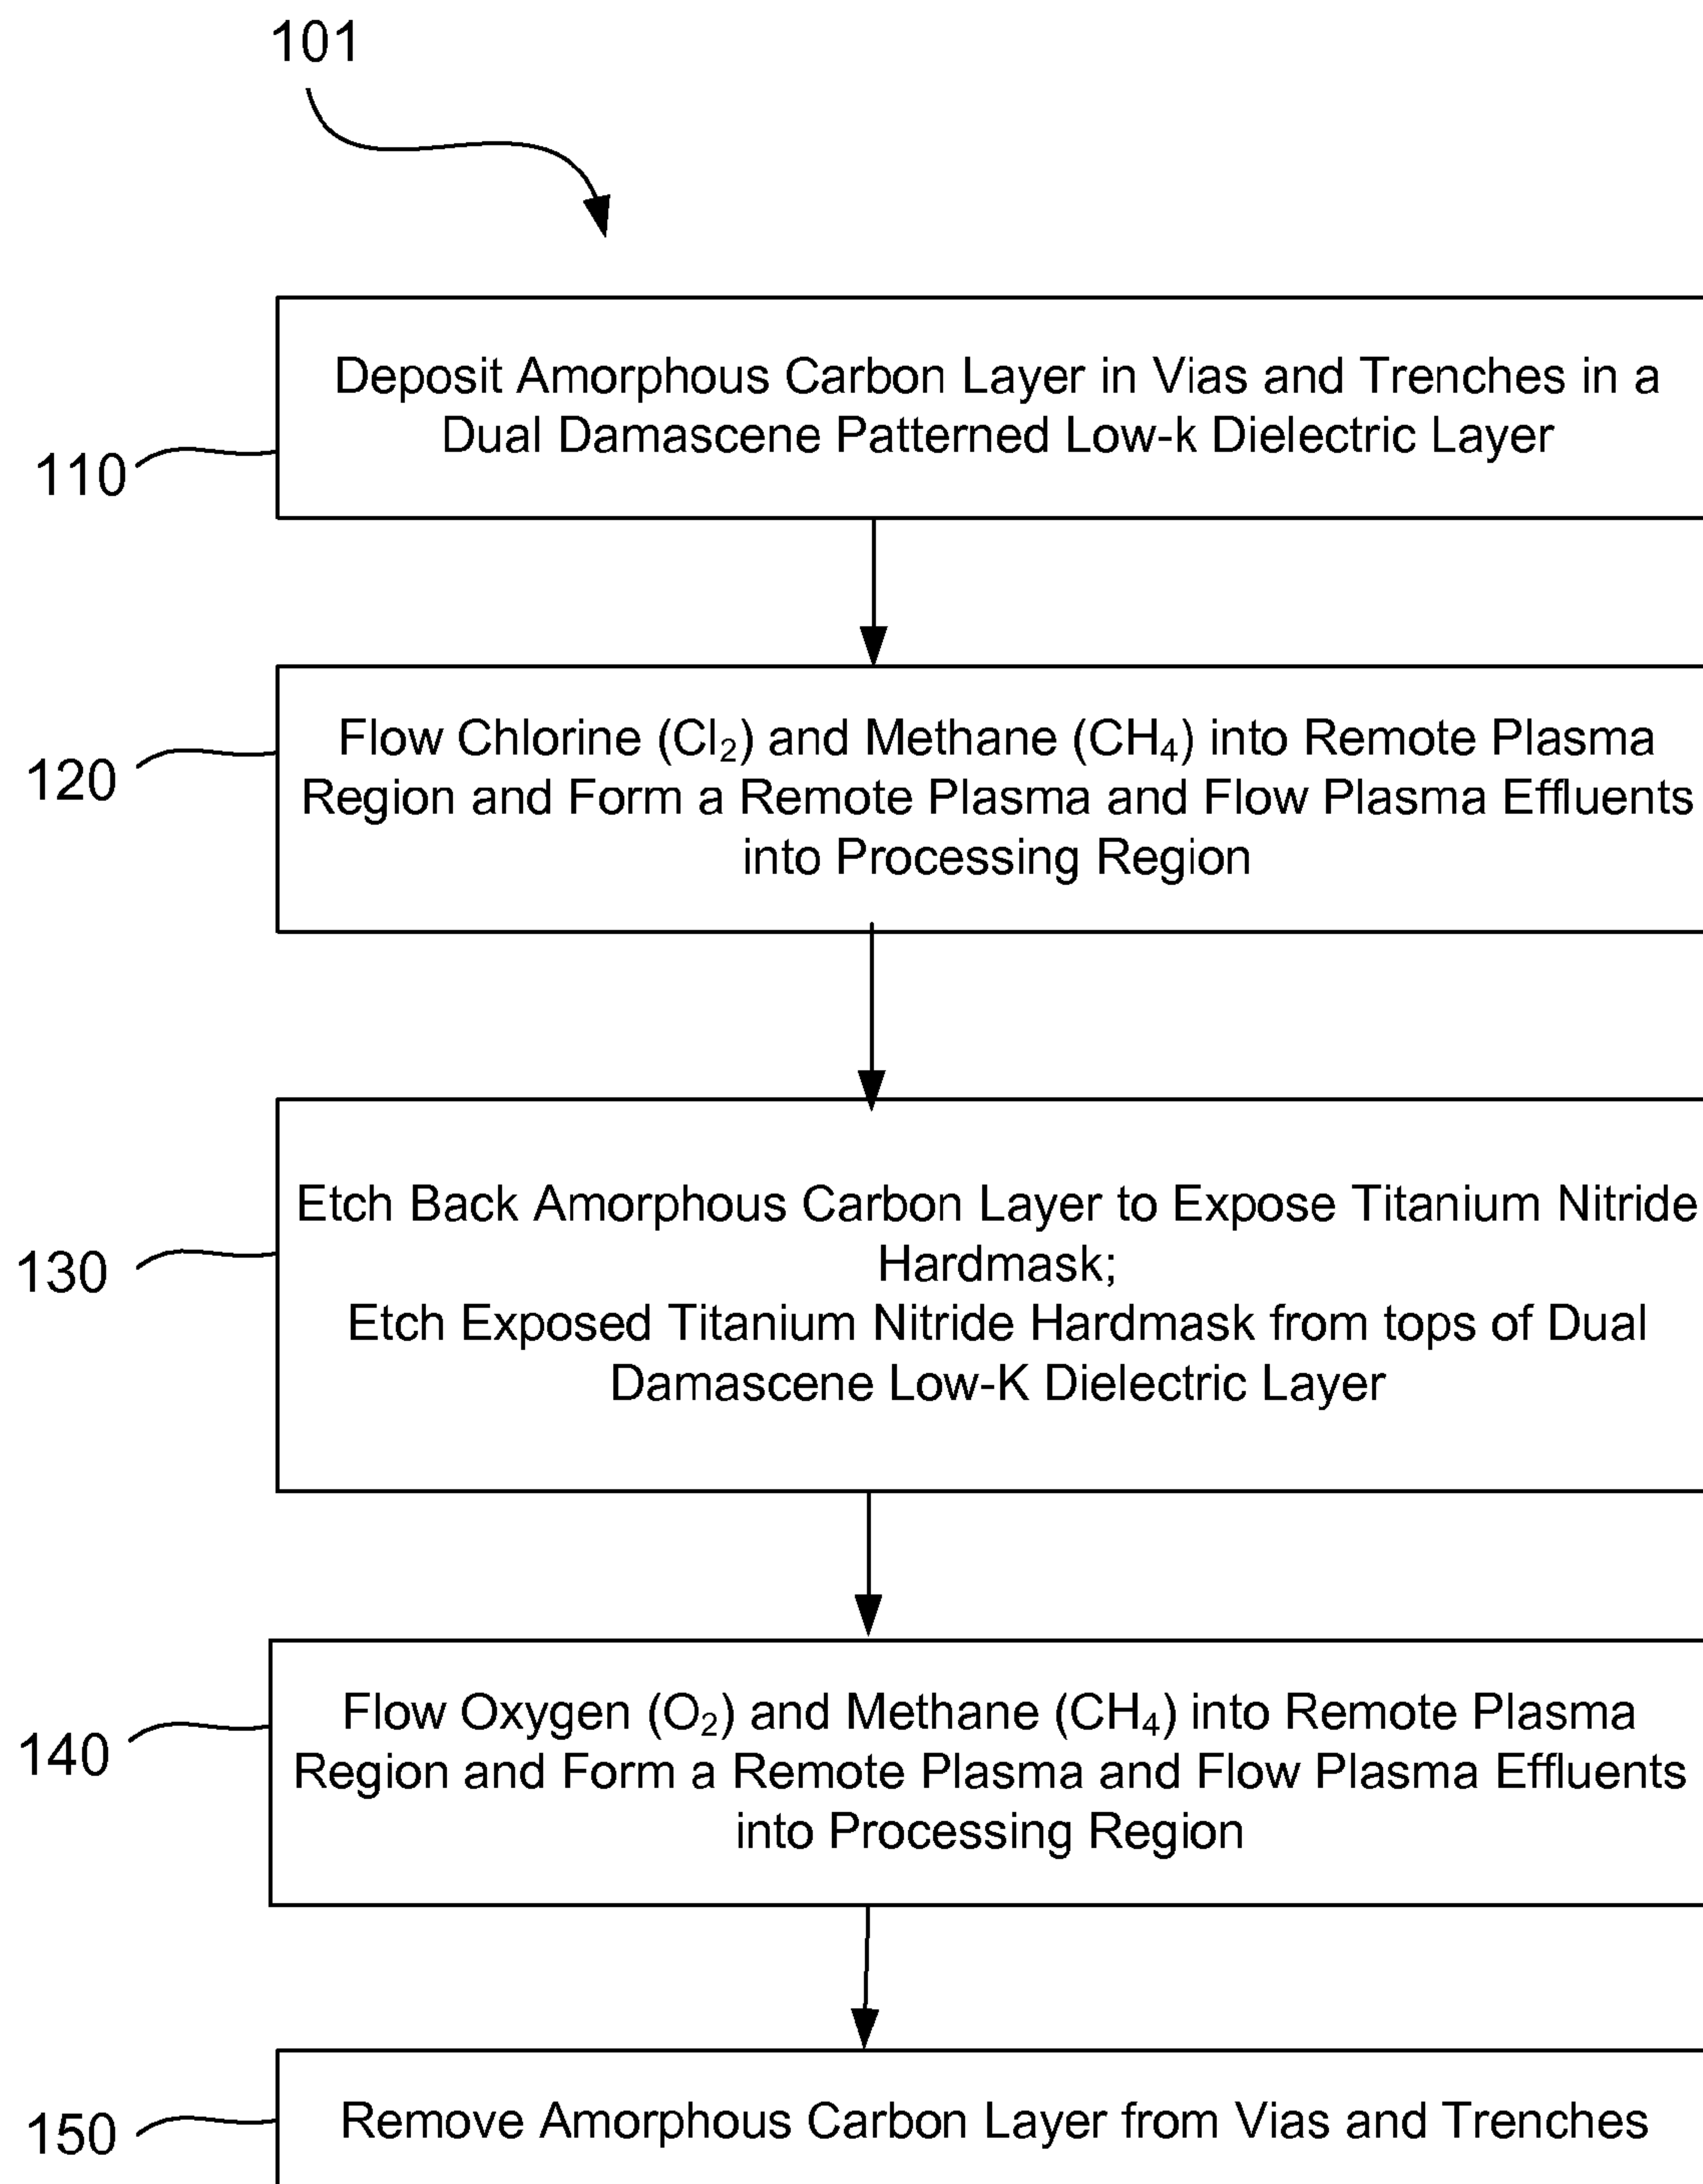 101
Deposit Amorphous Carbon Layer in Vias and Trenches in a
Dual Damascene Patterned Low-k Dielectric Layer
110
Flow Chlorine (Cl₂) and Methane (CH₄) into Remote Plasma
Region and Form a Remote Plasma and Flow Plasma Effluents
into Processing Region
120
Etch Back Amorphous Carbon Layer to Expose Titanium Nitride
Hardmask;
Etch Exposed Titanium Nitride Hardmask from tops of Dual
Damascene Low-K Dielectric Layer
130
Flow Oxygen (O₂) and Methane (CH₄) into Remote Plasma
Region and Form a Remote Plasma and Flow Plasma Effluents
into Processing Region
140
Remove Amorphous Carbon Layer from Vias and Trenches
150